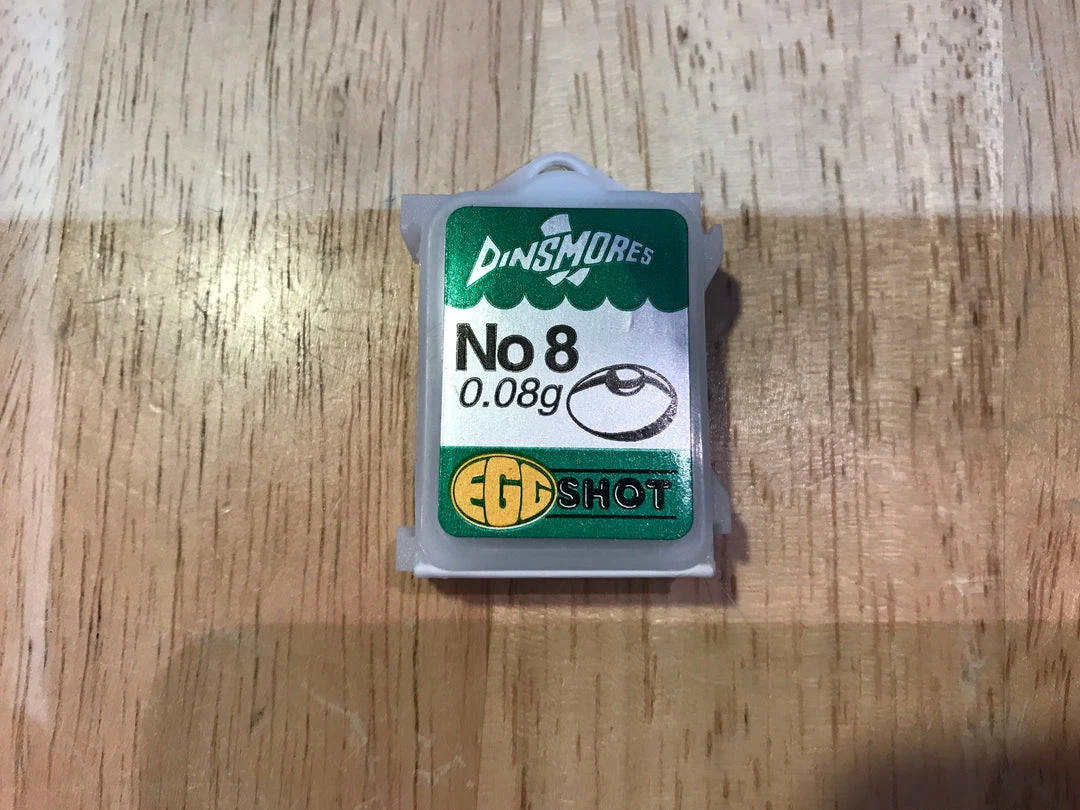 DINSMORES
No 8
0.08g
EGG SHOT